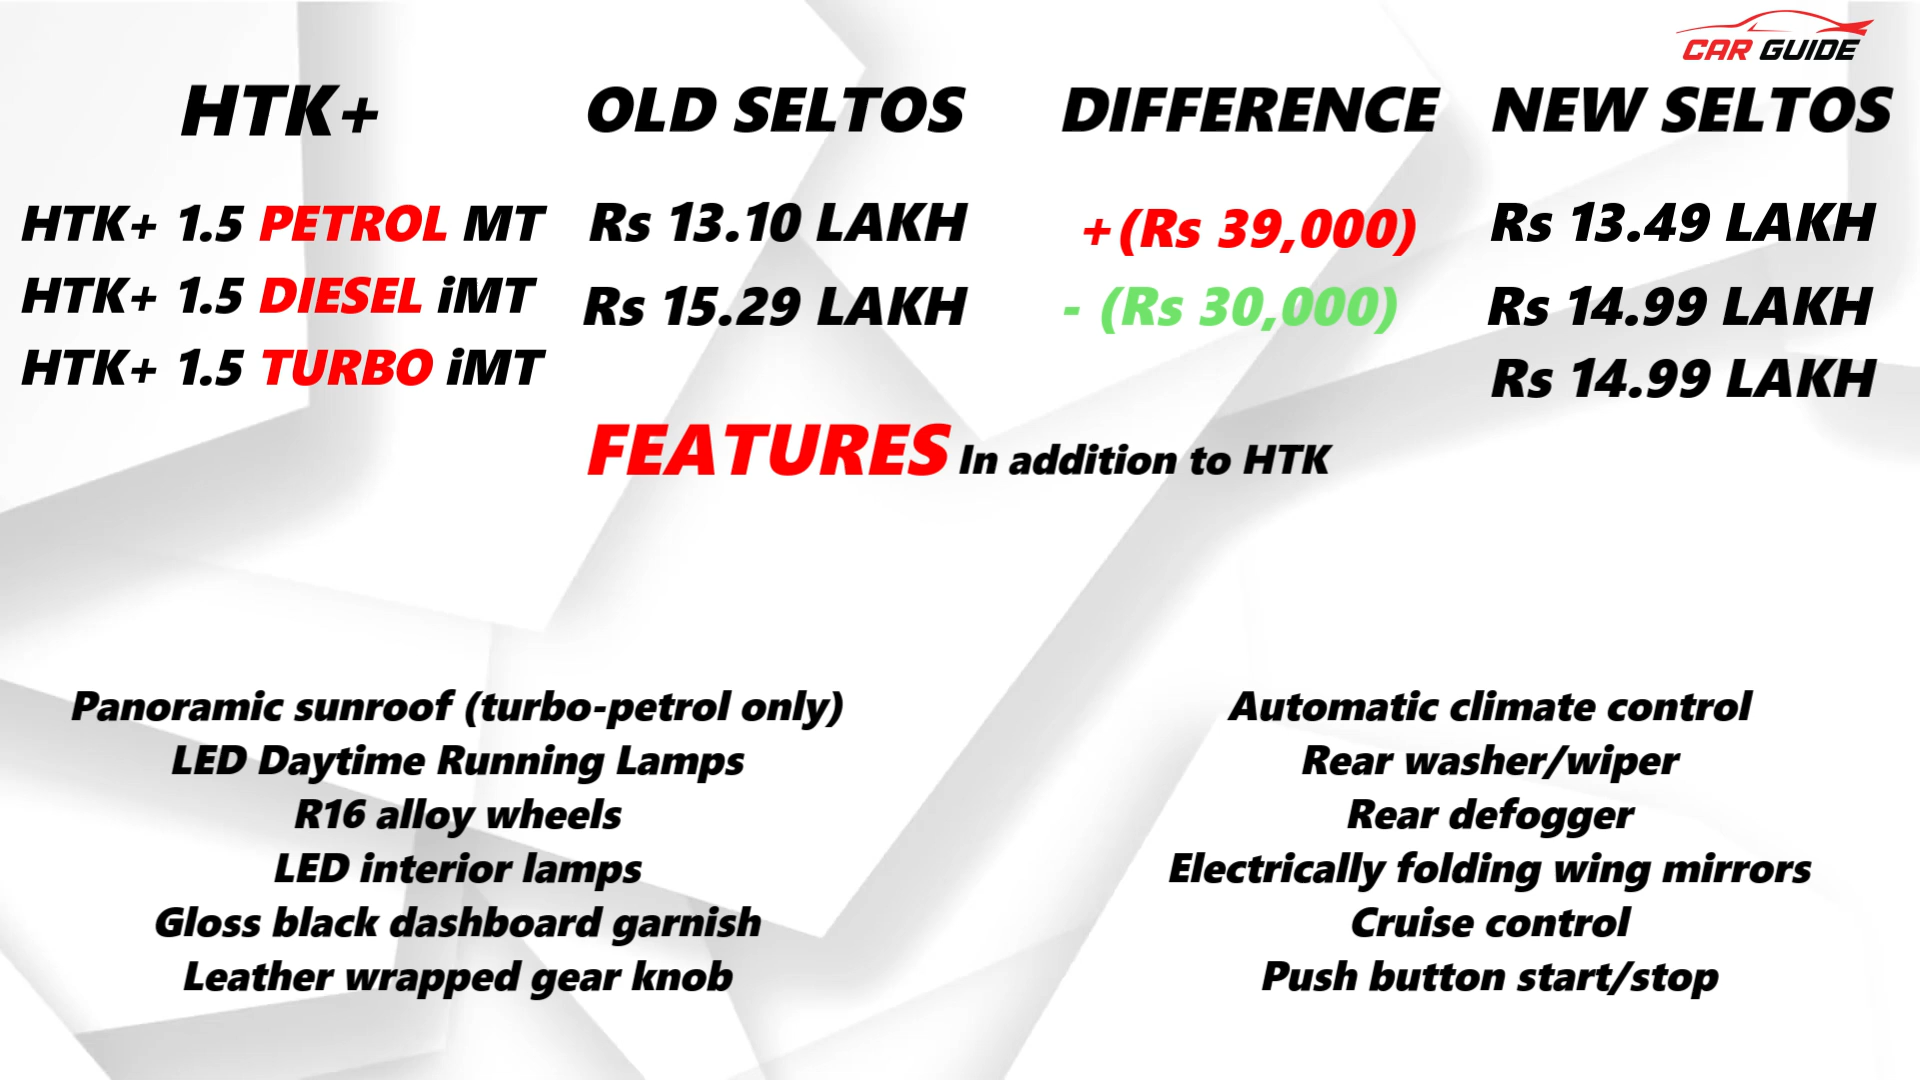 CAR GUIDE
HTK+ OLD SELTOS DIFFERENCE NEW SELTOS
HTK+ 1.5 PETROL MT Rs 13.10 LAKH +(Rs 39,000) Rs 13.49 LAKH
HTK+ 1.5 DIESEL iMT Rs 15.29 LAKH - (Rs 30,000) Rs 14.99 LAKH
HTK+ 1.5 TURBO iMT Rs 14.99 LAKH
FEATURES In addition to HTK
Panoramic sunroof (turbo-petrol only)
LED Daytime Running Lamps
R16 alloy wheels
LED interior lamps
Gloss black dashboard garnish
Leather wrapped gear knob
Automatic climate control
Rear washer/wiper
Rear defogger
Electrically folding wing mirrors
Cruise control
Push button start/stop